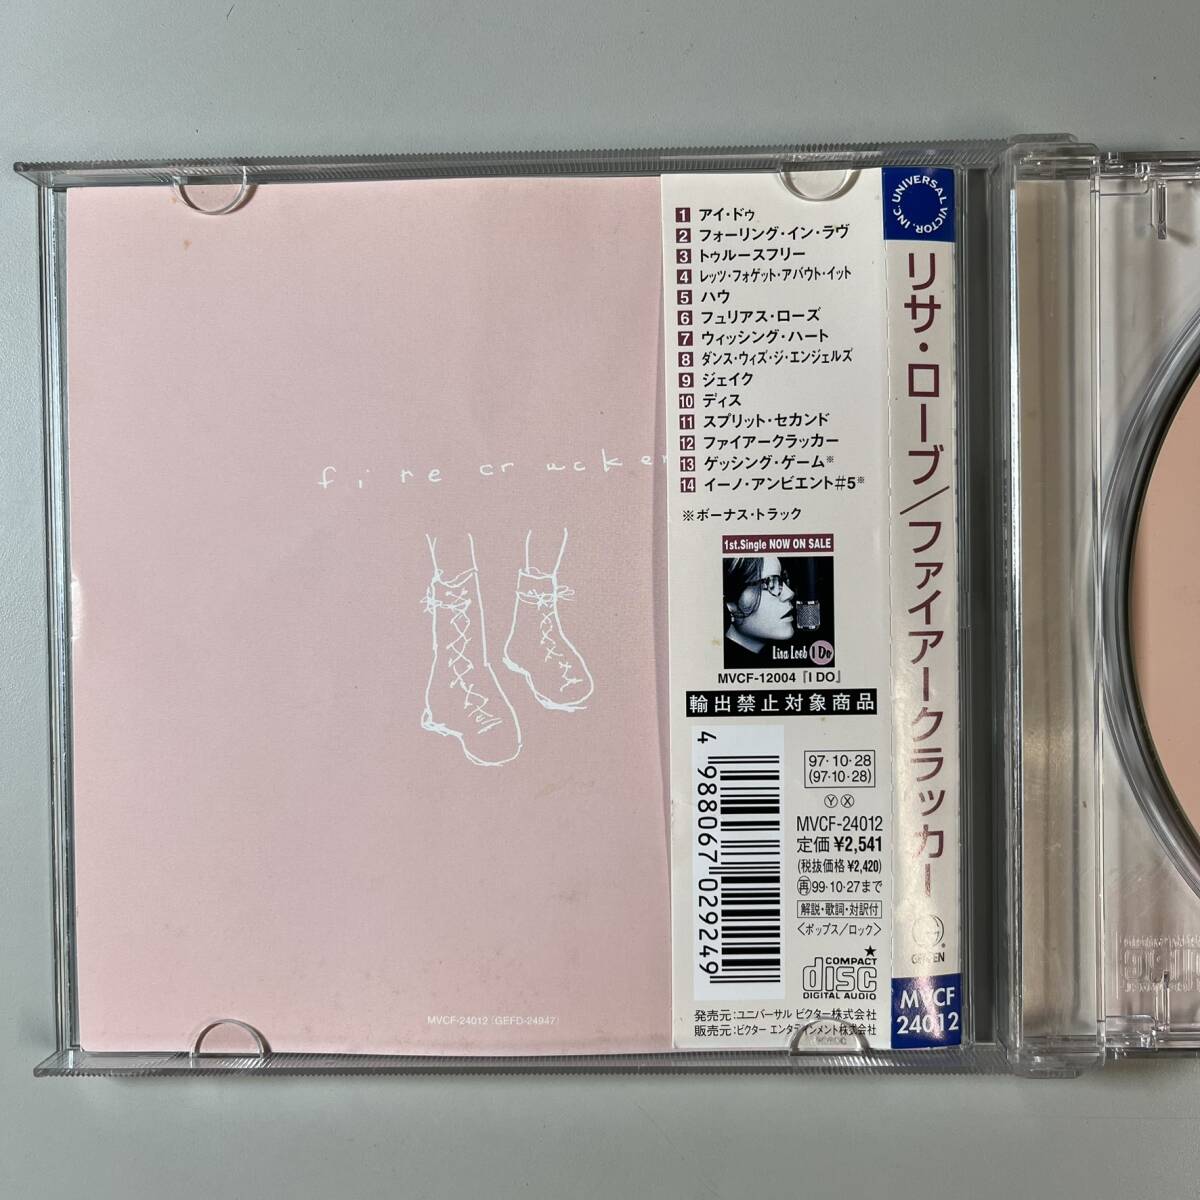 fire cracker
MVCF-24012 (GEFD-24947)
1 アイ・ドゥ
2 フォーリング・イン・ラヴ
3 トゥルースフリー
4 レッツ・フォゲット・アバウト・イット
5 ハウ
6 フュリアス・ローズ
7 ウィッシング・ハート
8 ダンス・ウィズ・ジ・エンジェルズ
9 ジェイク
10 ディス
11 スプリット・セカンド
12 ファイアークラッカー
13 ゲッシング・ゲーム※
14 イーノ・アンビエント#5※
※ボーナス・トラック
1st.Single NOW ON SALE
Lisa Loeb I Do
MVCF-12004『I DO』
輸出禁止対象商品
4 988067 029249
97・10・28
(97・10・28)
Ⓨ Ⓧ
MVCF-24012
定価¥2,541
(税抜価格¥2,420)
㊢99・10・27まで
解説・歌詞・対訳付
〈ポップス/ロック〉
★
COMPACT
disc
DIGITAL AUDIO
発売元:ユニバーサル ビクター株式会社
販売元:ビクター エンタテインメント株式会社
UNIVERSAL VICTOR, INC.
リサ・ローブ/ファイアークラッカー
GEFFEN
MVCF
24012